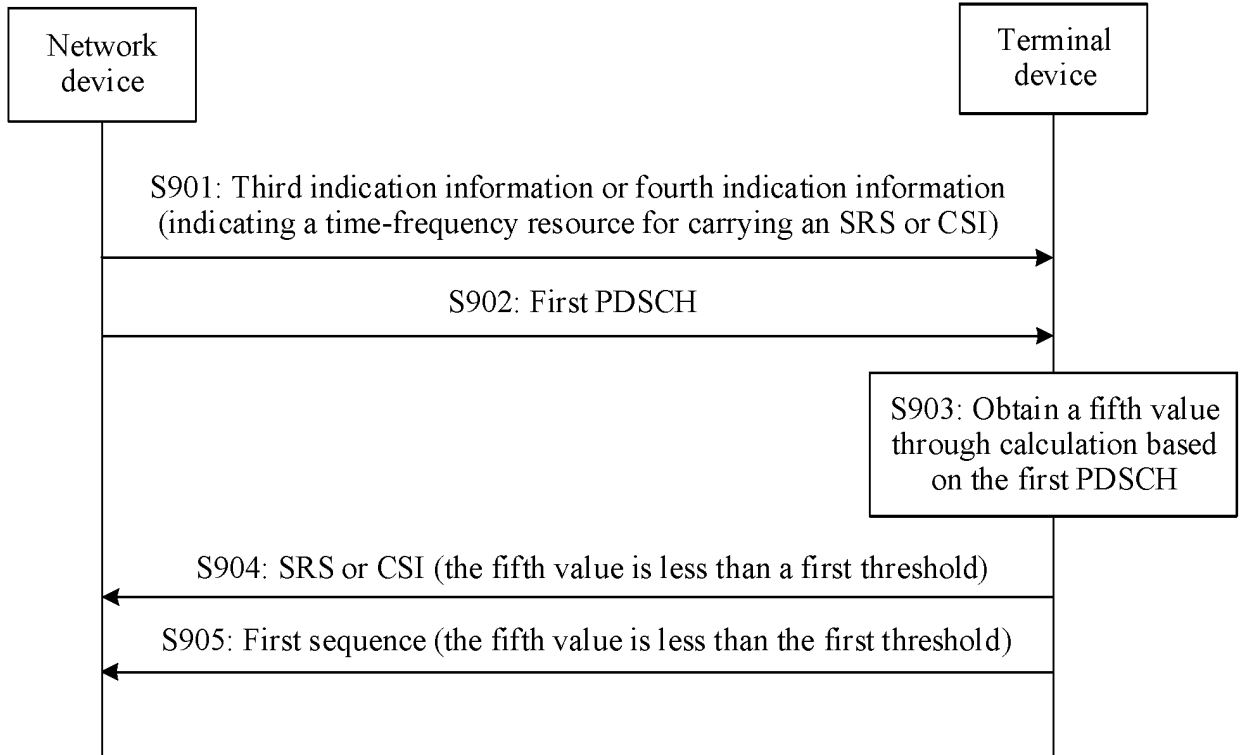 Network
device
Terminal
device
S901: Third indication information or fourth indication information
(indicating a time-frequency resource for carrying an SRS or CSI)
S902: First PDSCH
S903: Obtain a fifth value
through calculation based
on the first PDSCH
S904: SRS or CSI (the fifth value is less than a first threshold)
S905: First sequence (the fifth value is less than the first threshold)